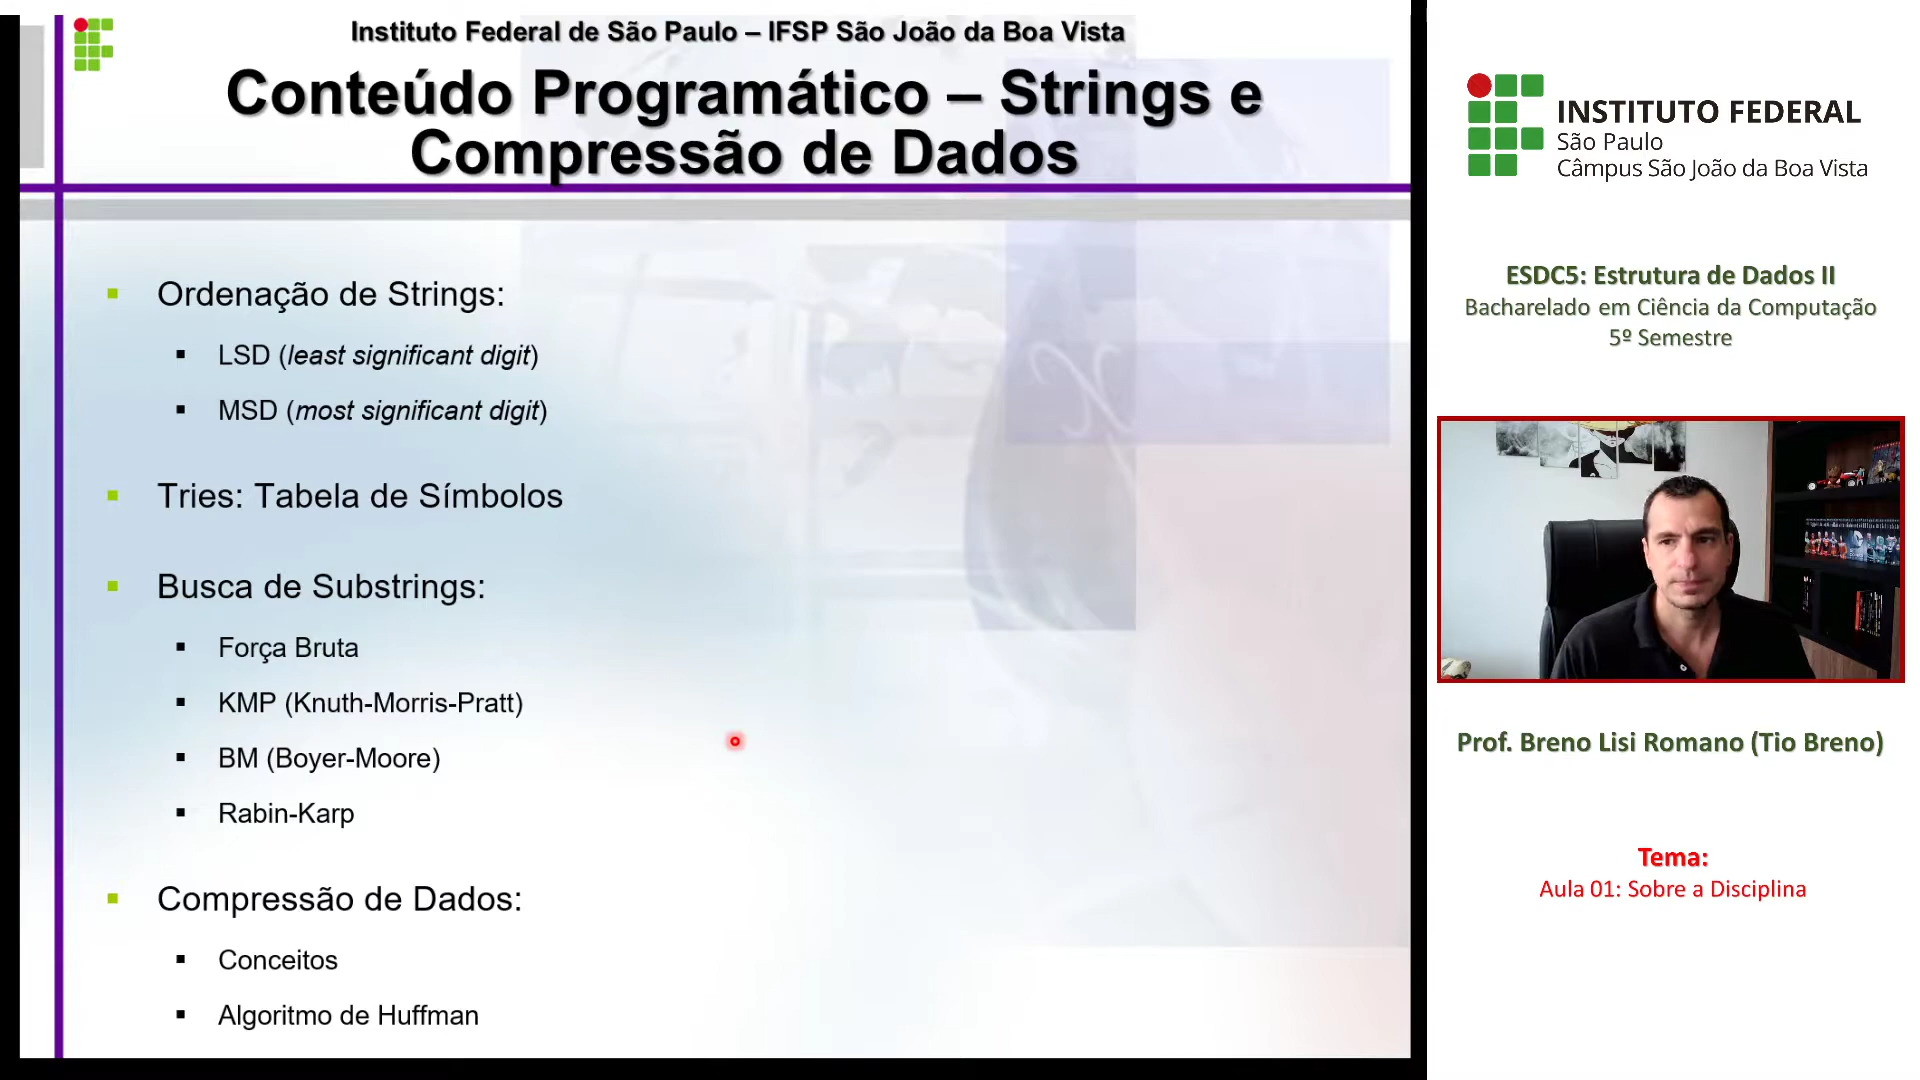 Instituto Federal de São Paulo – IFSP São João da Boa Vista
Conteúdo Programático – Strings e
Compressão de Dados
Ordenação de Strings:
LSD (least significant digit)
MSD (most significant digit)
Tries: Tabela de Símbolos
Busca de Substrings:
Força Bruta
KMP (Knuth-Morris-Pratt)
BM (Boyer-Moore)
Rabin-Karp
Compressão de Dados:
Conceitos
Algoritmo de Huffman
INSTITUTO FEDERAL
São Paulo
Câmpus São João da Boa Vista
ESDC5: Estrutura de Dados II
Bacharelado em Ciência da Computação
5º Semestre
Prof. Breno Lisi Romano (Tio Breno)
Tema:
Aula 01: Sobre a Disciplina